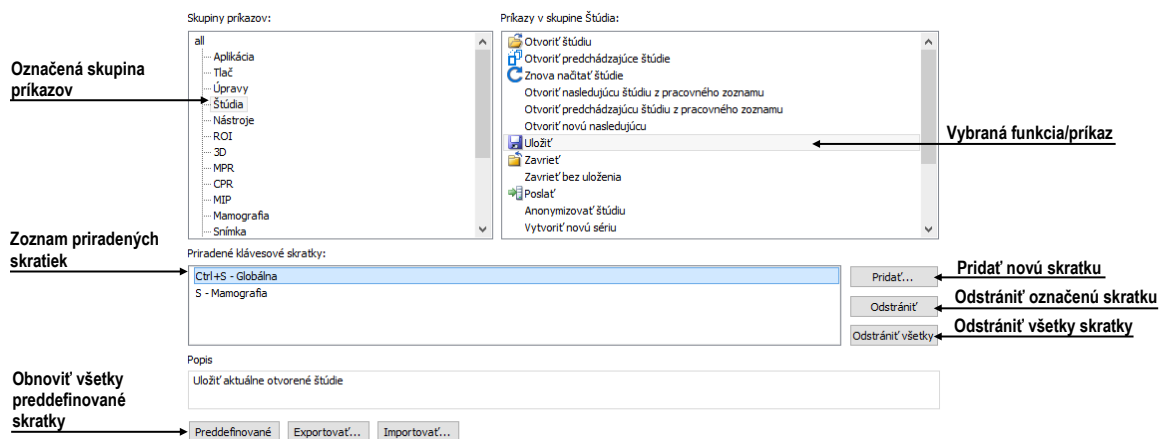 Skupiny príkazov:
Príkazy v skupine Štúdia:
all
Aplikácia
Tlač
Úpravy
Štúdia
Nástroje
ROI
3D
MPR
CPR
MIP
Mamografia
Snímka
Otvoriť štúdiu
Otvoriť predchádzajúce štúdie
Znova načítať štúdie
Otvoriť nasledujúcu štúdiu z pracovného zoznamu
Otvoriť predchádzajúcu štúdiu z pracovného zoznamu
Otvoriť novú nasledujúcu
Uložiť
Zavrieť
Zavrieť bez uloženia
Poslať
Anonymizovať štúdiu
Vytvoriť novú sériu
Označená skupina
príkazov
Vybraná funkcia/príkaz
Zoznam priradených
skratiek
Priradené klávesové skratky:
Ctrl+S - Globálna
S - Mamografia
Pridať...
Odstrániť
Odstrániť všetky
Pridať novú skratku
Odstrániť označenú skratku
Odstrániť všetky skratky
Popis
Uložiť aktuálne otvorené štúdie
Obnoviť všetky
preddefinované
skratky
Preddefinované
Exportovať...
Importovať...